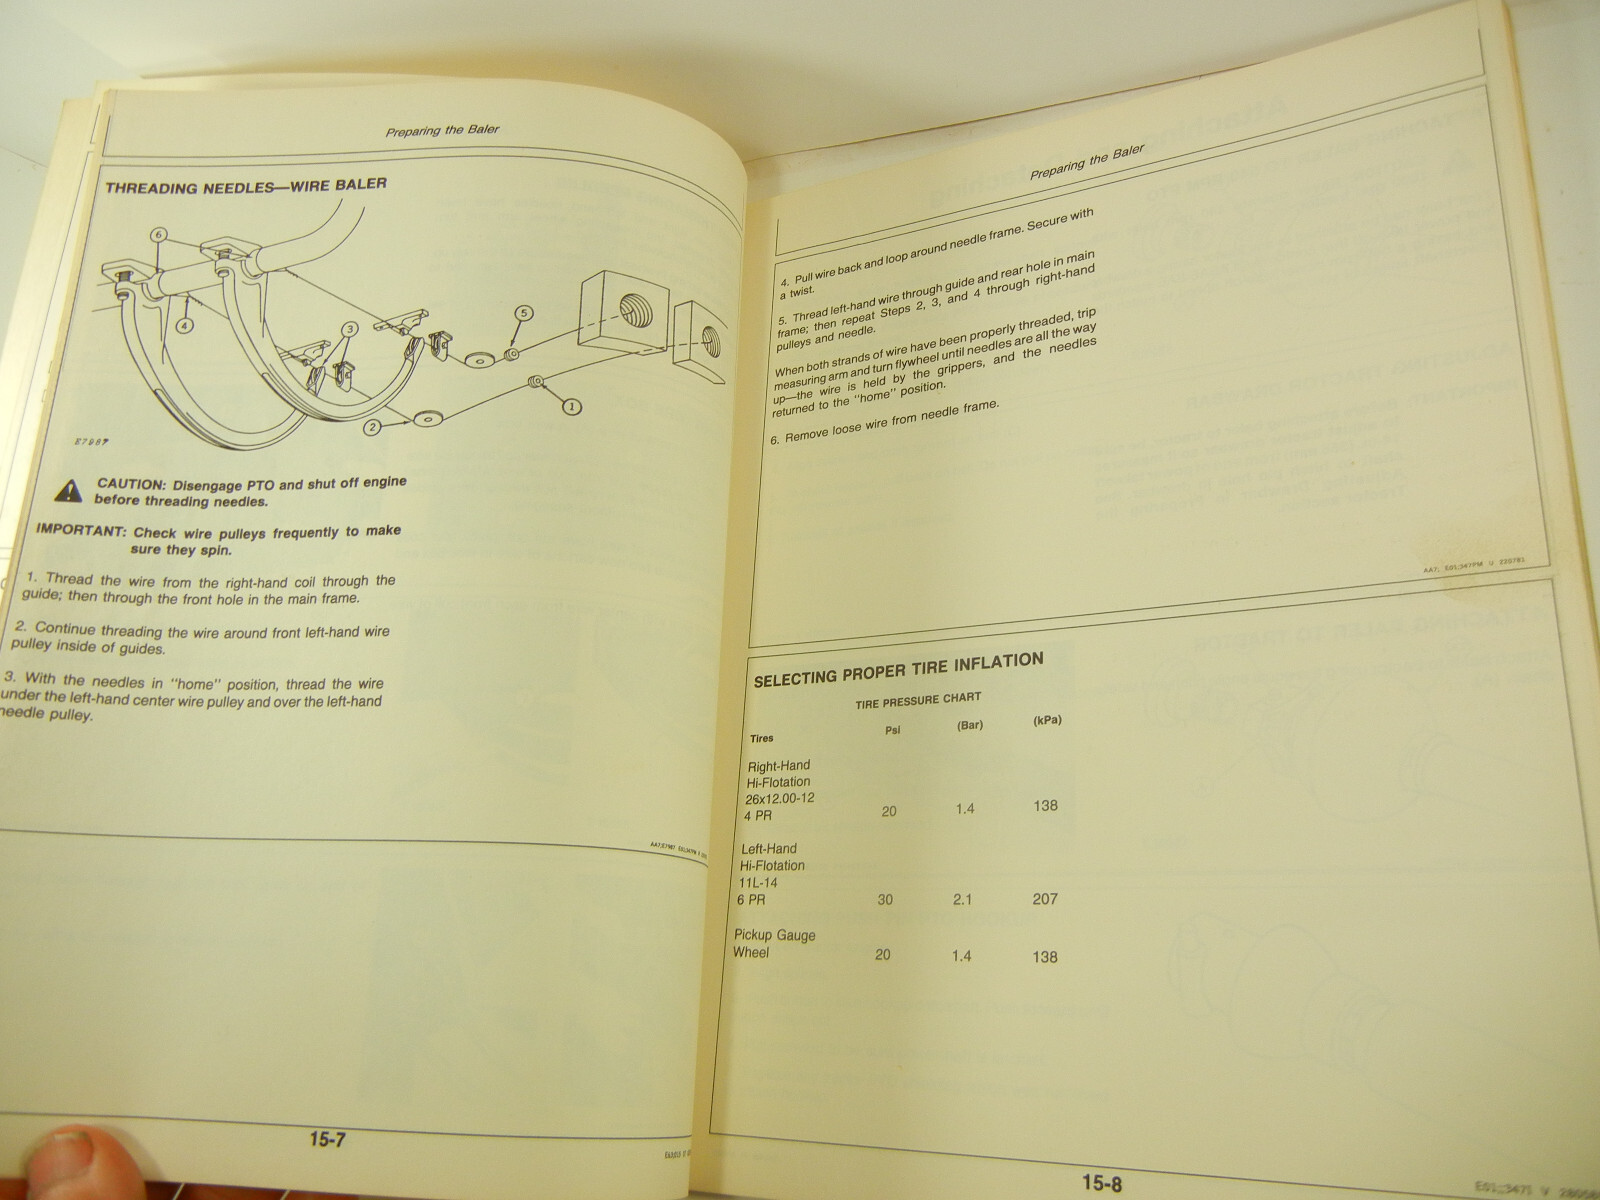 Preparing the Baler
THREADING NEEDLES—WIRE BALER
6
4
3
5
1
2
E7987
CAUTION: Disengage PTO and shut off engine
before threading needles.
IMPORTANT: Check wire pulleys frequently to make
sure they spin.
1. Thread the wire from the right-hand coil through the
guide; then through the front hole in the main frame.
2. Continue threading the wire around front left-hand wire
pulley inside of guides.
3. With the needles in "home" position, thread the wire
under the left-hand center wire pulley and over the left-hand
needle pulley.
15-7
Preparing the Baler
4. Pull wire back and loop around needle frame. Secure with
a twist.
5. Thread left-hand wire through guide and rear hole in main
frame; then repeat Steps 2, 3, and 4 through right-hand
pulleys and needle.
When both strands of wire have been properly threaded, trip
measuring arm and turn flywheel until needles are all the way
up—the wire is held by the grippers, and the needles
returned to the "home" position.
6. Remove loose wire from needle frame.
AA7; E01;347PM U 220781
SELECTING PROPER TIRE INFLATION
TIRE PRESSURE CHART
Tires Psi (Bar) (kPa)
Right-Hand
Hi-Flotation
26x12.00-12
4 PR 20 1.4 138
Left-Hand
Hi-Flotation
11L-14
6 PR 30 2.1 207
Pickup Gauge
Wheel 20 1.4 138
15-8